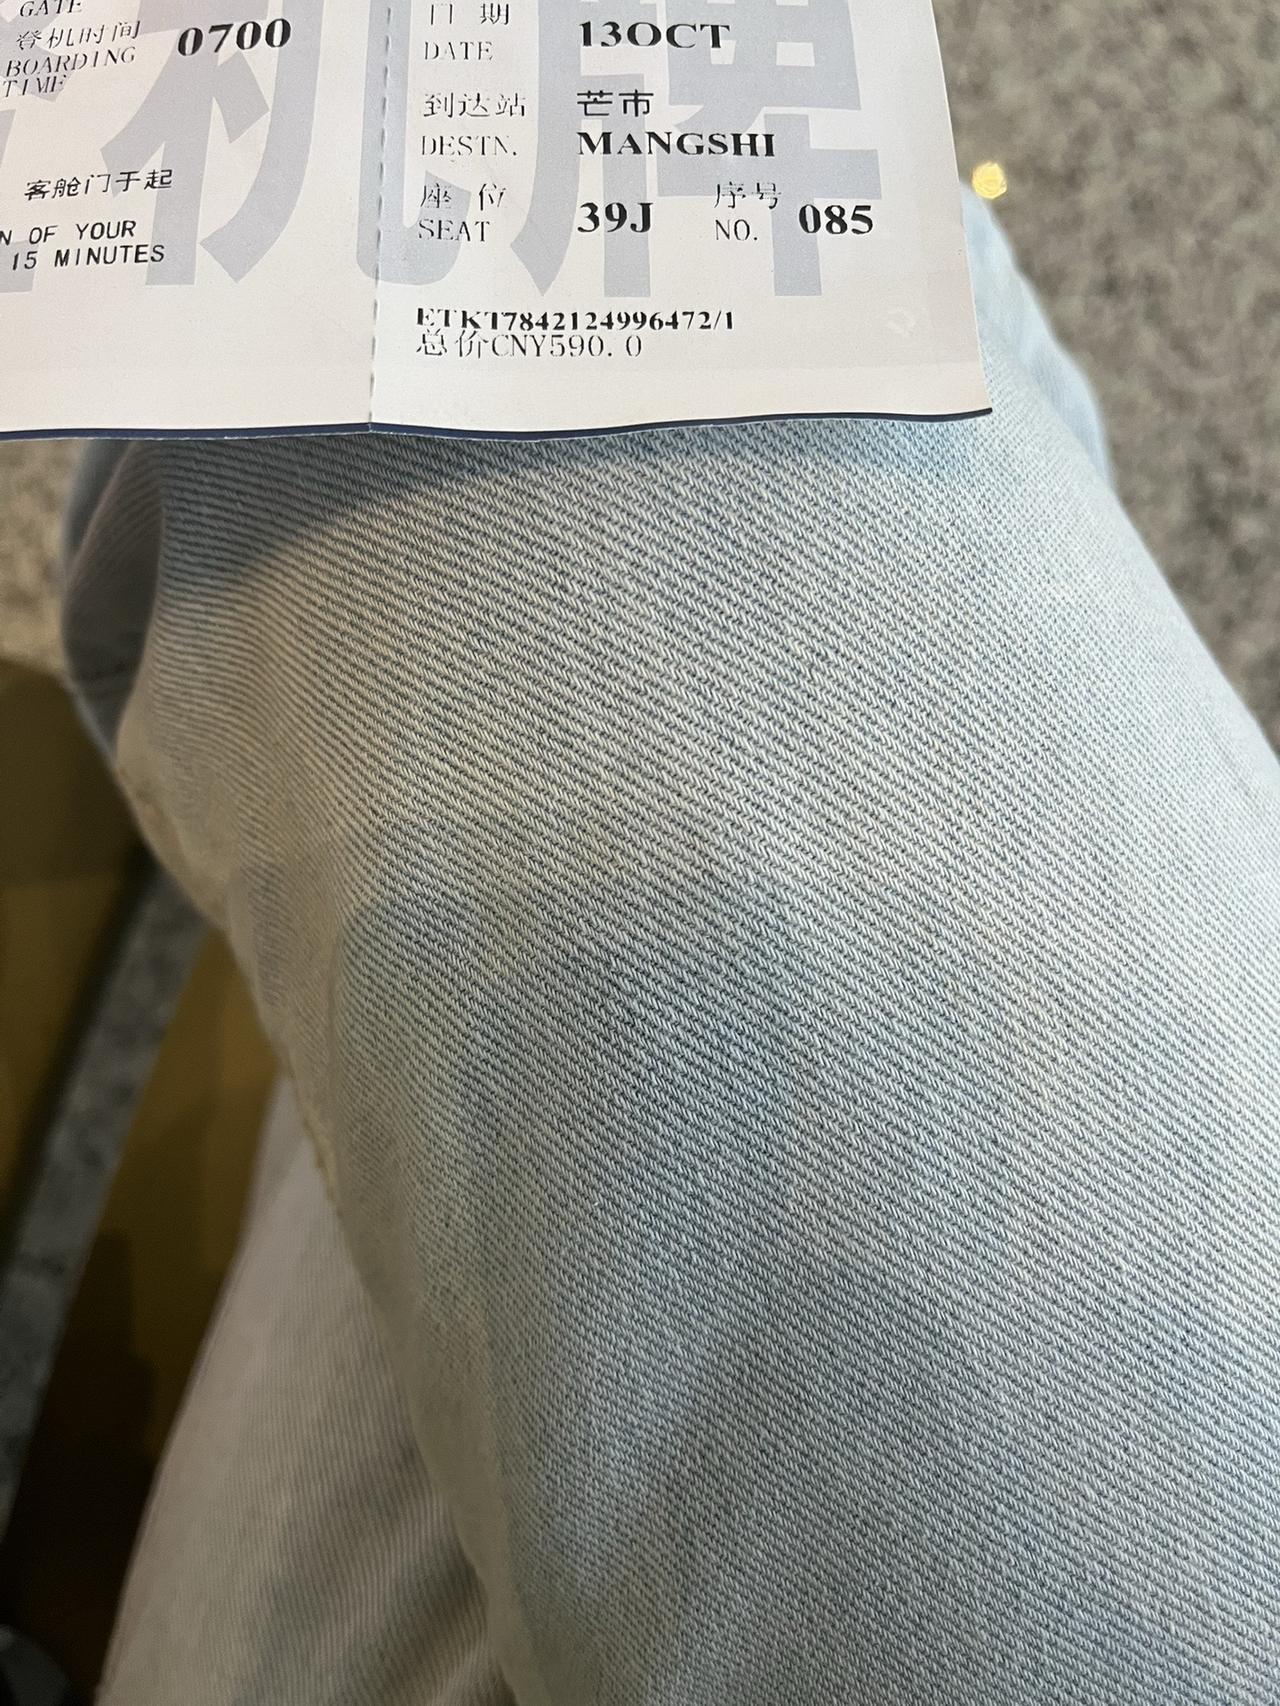 GATE
登机时间 0700
BOARDING
TIME
客舱门于起
N OF YOUR
15 MINUTES
机牌
日 期 13OCT
DATE
到达站 芒市
DESTN. MANGSHI
座 位 39J 序号 085
SEAT NO.
ETKT7842124996472/1
总价CNY590.0